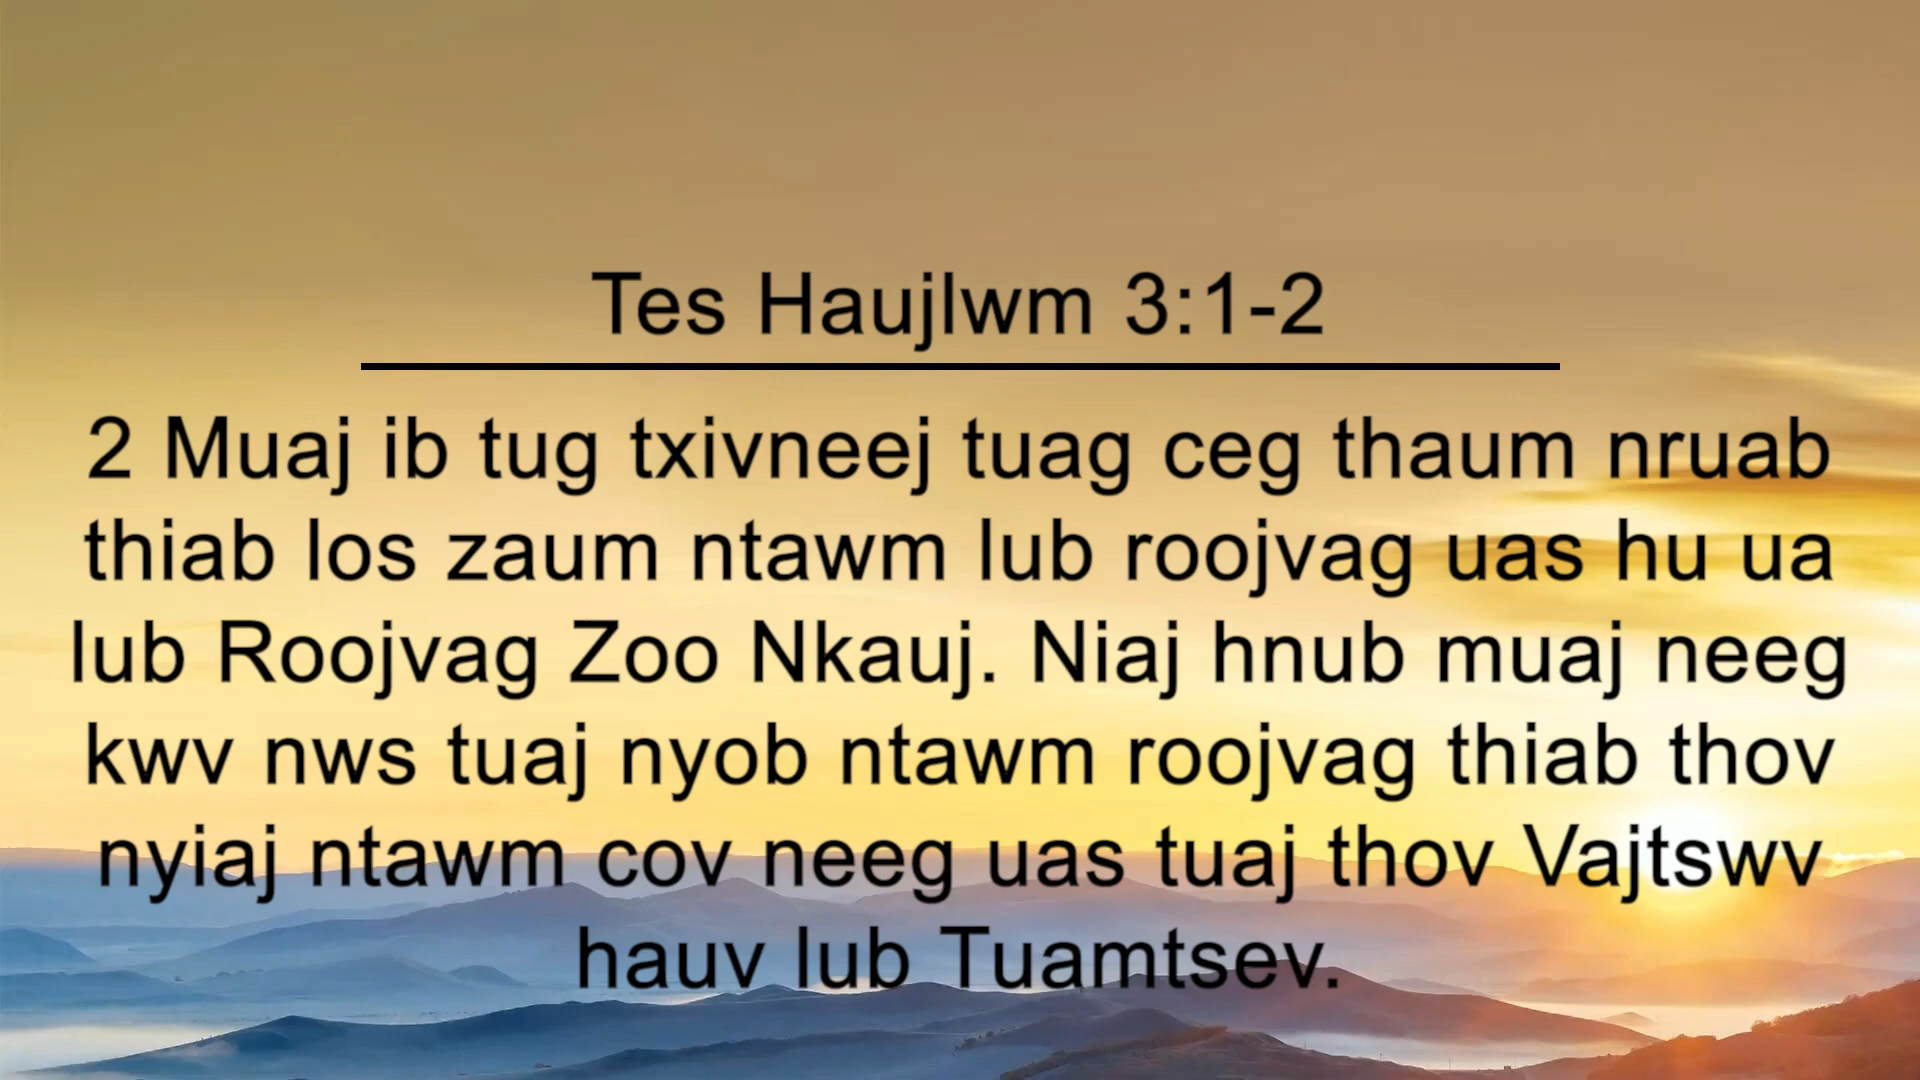 Tes Haujlwm 3:1-2
2 Muaj ib tug txivneej tuag ceg thaum nruab
thiab los zaum ntawm lub roojvag uas hu ua
lub Roojvag Zoo Nkauj. Niaj hnub muaj neeg
kwv nws tuaj nyob ntawm roojvag thiab thov
nyiaj ntawm cov neeg uas tuaj thov Vajtswv
hauv lub Tuamtsev.